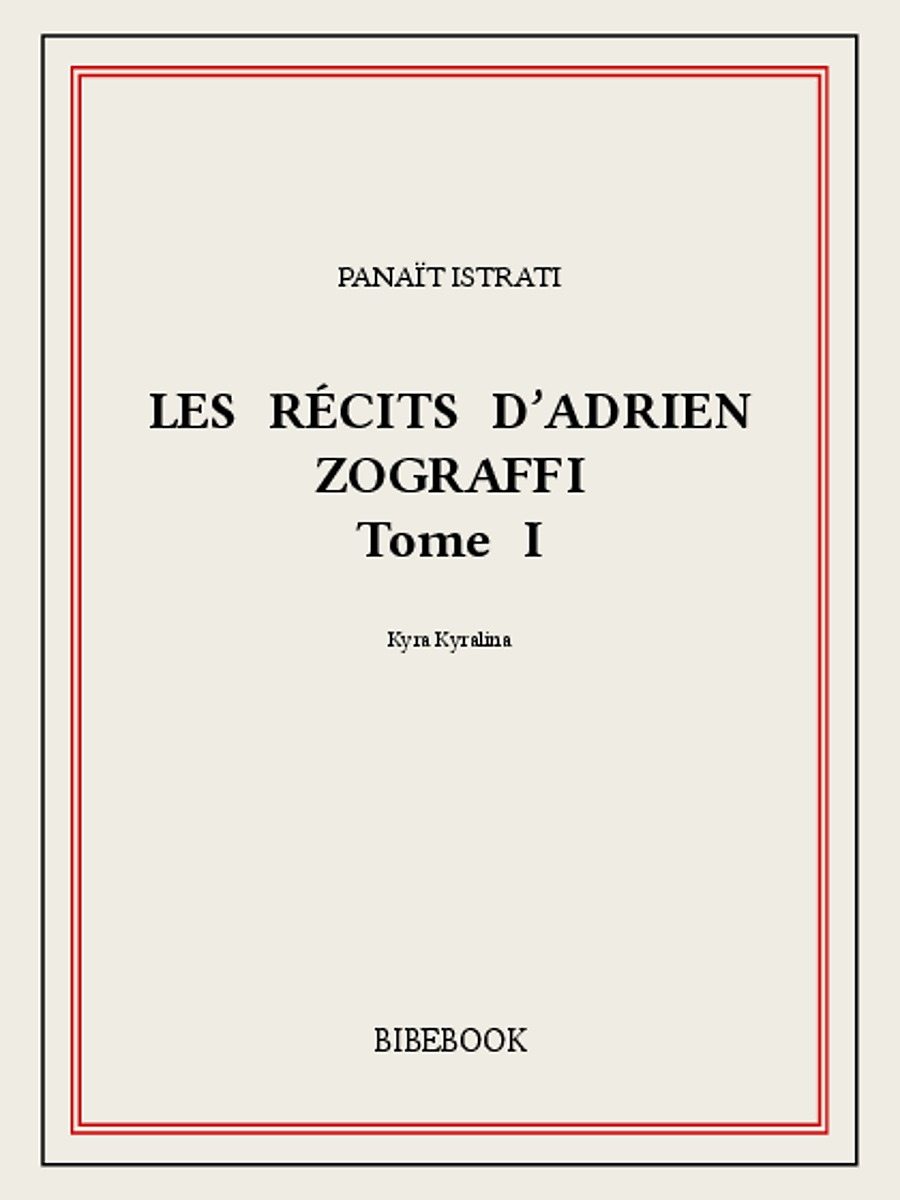 PANAÏT ISTRATI
LES RÉCITS D’ADRIEN
ZOGRAFFI
Tome I
Kyra Kyralina
BIBEBOOK